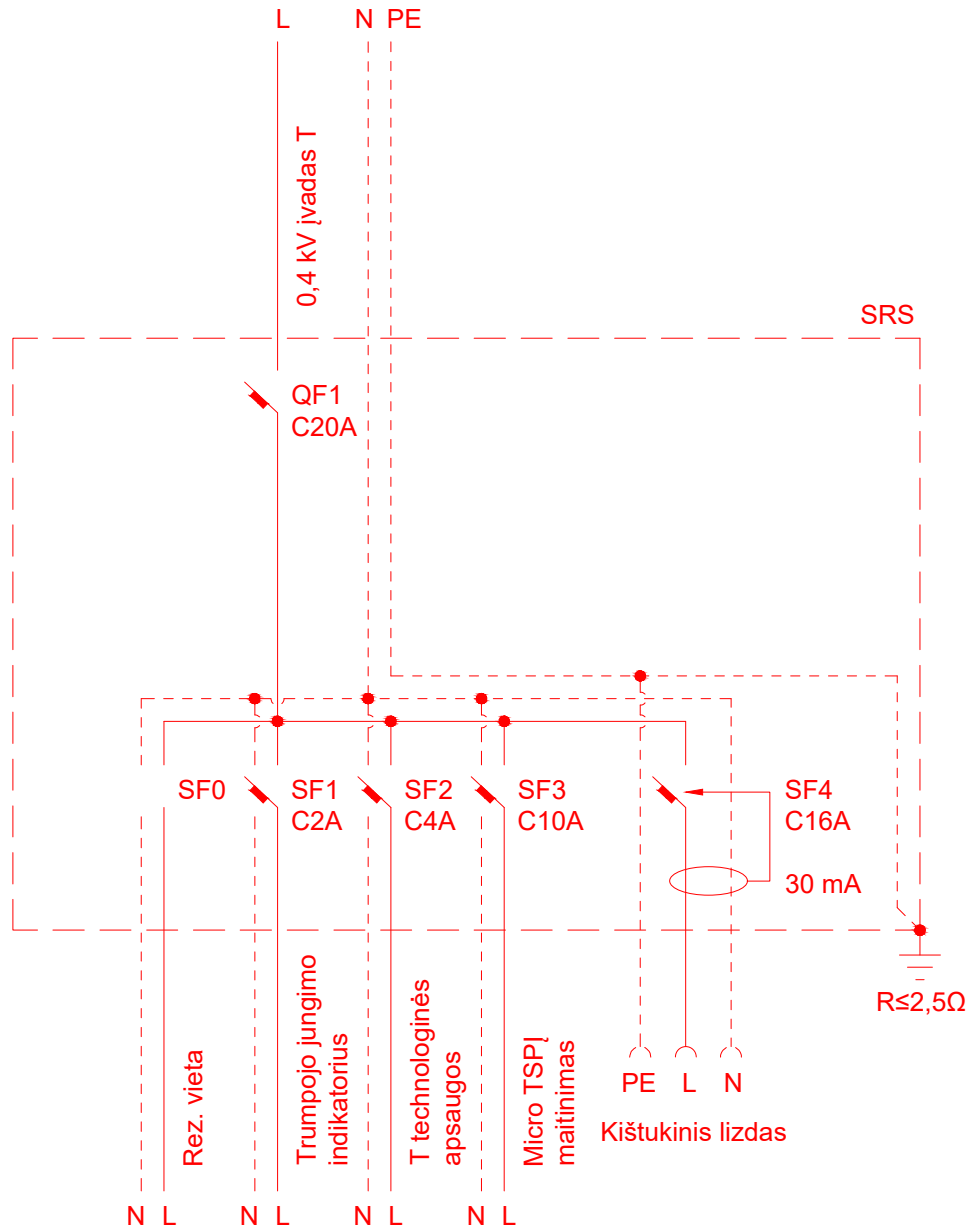 L
N PE
0,4 kV įvadas T
SRS
QF1
C20A
SF0
SF1
C2A
SF2
C4A
SF3
C10A
SF4
C16A
30 mA
R≤2,5Ω
Rez. vieta
Trumpojo jungimo
indikatorius
T technologinės
apsaugos
Micro TSPĮ
maitinimas
PE L N
Kištukinis lizdas
N L N L N L N L